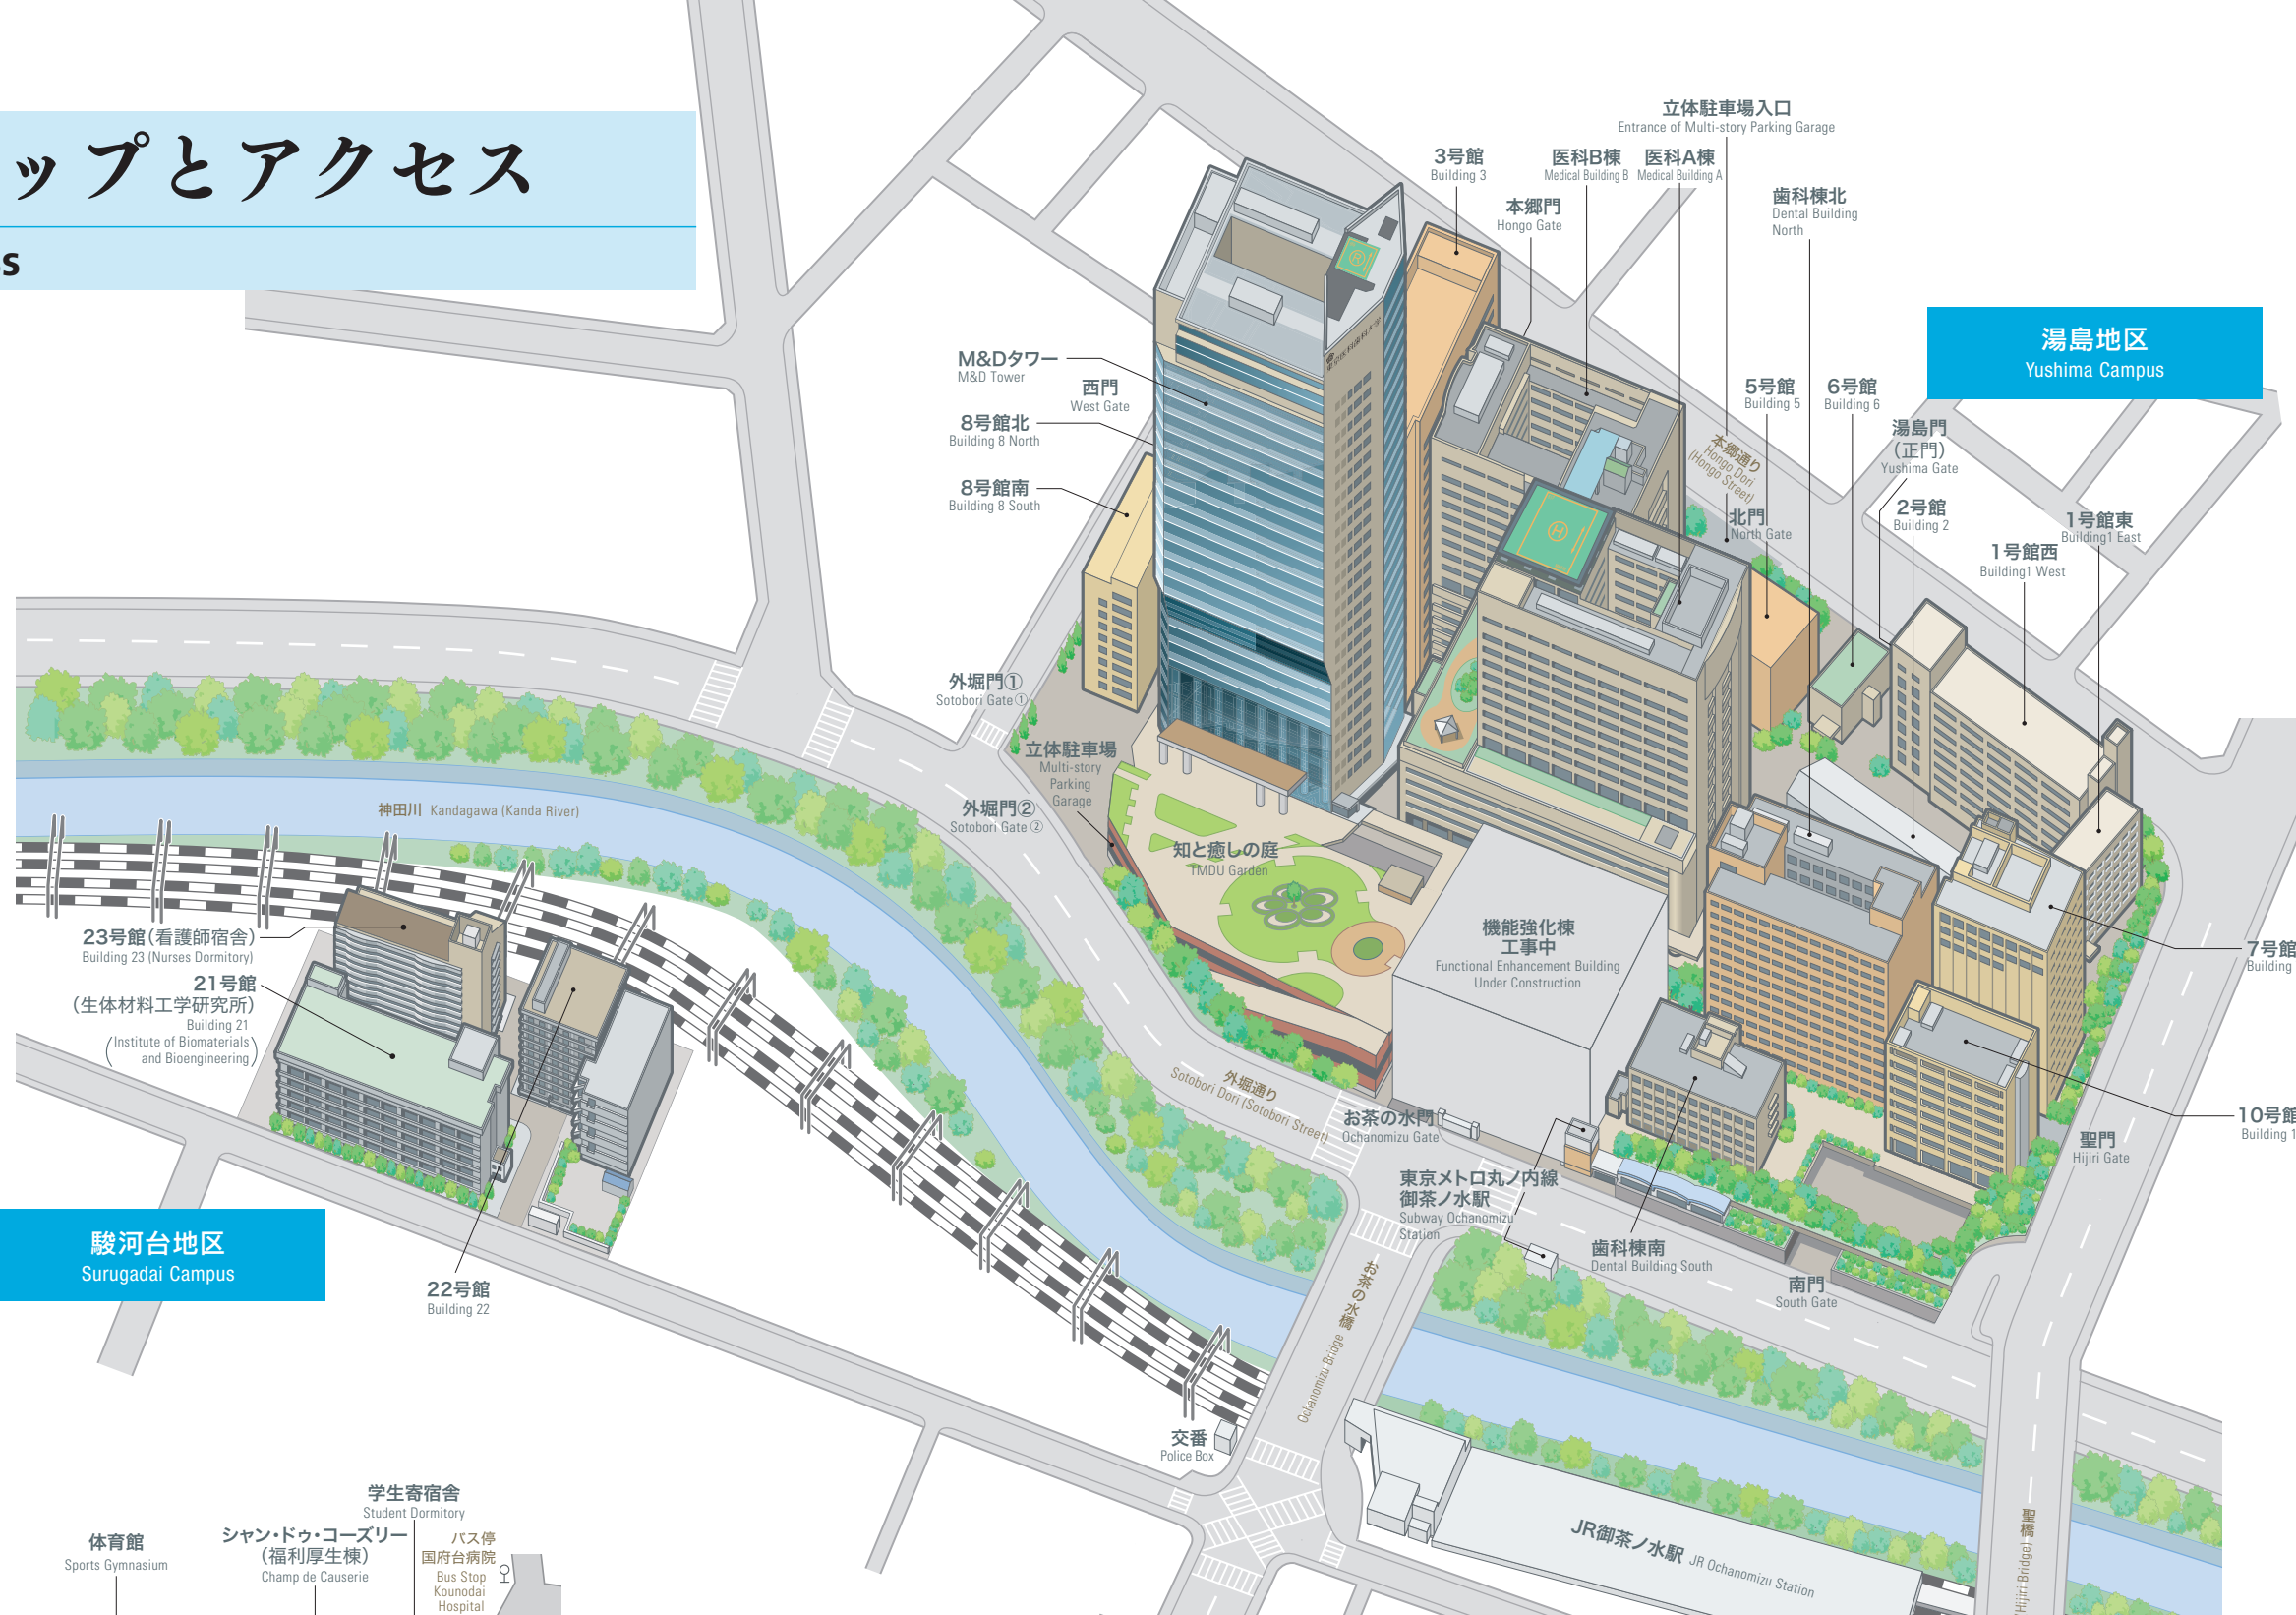 ップとアクセス
ss
立体駐車場入口
Entrance of Multi-story Parking Garage
3号館
Building 3
医科B棟
Medical Building B
医科A棟
Medical Building A
本郷門
Hongo Gate
歯科棟北
Dental Building
North
湯島地区
Yushima Campus
M&Dタワー
M&D Tower
西門
West Gate
8号館北
Building 8 North
8号館南
Building 8 South
東京医科歯科大学
本郷通り
Hongo Dori
(Hongo Street)
5号館
Building 5
6号館
Building 6
湯島門
（正門）
Yushima Gate
北門
North Gate
2号館
Building 2
1号館東
Building1 East
1号館西
Building1 West
R
H
外堀門①
Sotobori Gate①
立体駐車場
Multi-story
Parking
Garage
外堀門②
Sotobori Gate ②
知と癒しの庭
TMDU Garden
神田川 Kandagawa (Kanda River)
機能強化棟
工事中
Functional Enhancement Building
Under Construction
7号館
Building
10号館
Building 1
23号館（看護師宿舎）
Building 23 (Nurses Dormitory)
21号館
（生体材料工学研究所）
Building 21
(Institute of Biomaterials
and Bioengineering)
外堀通り
Sotobori Dori (Sotobori Street)
お茶の水門
Ochanomizu Gate
聖門
Hijiri Gate
東京メトロ丸ノ内線
御茶ノ水駅
Subway Ochanomizu
Station
歯科棟南
Dental Building South
南門
South Gate
駿河台地区
Surugadai Campus
22号館
Building 22
お茶の水橋
Ochanomizu Bridge
交番
Police Box
JR御茶ノ水駅 JR Ochanomizu Station
聖橋
(Hijiri Bridge)
学生寄宿舎
Student Dormitory
体育館
Sports Gymnasium
シャン・ドゥ・コーズリー
（福利厚生棟）
Champ de Causerie
バス停
国府台病院
Bus Stop
Kounodai
Hospital